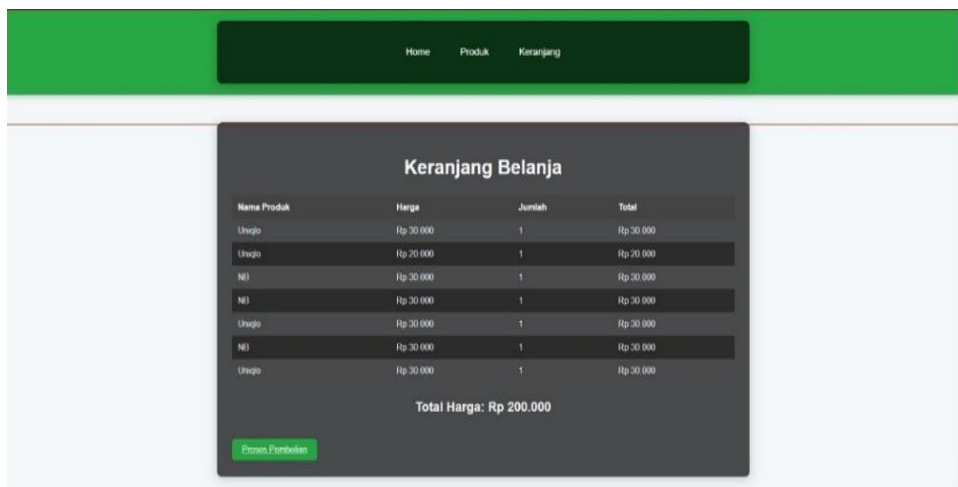 Home Produk Keranjang
Keranjang Belanja
Nama Produk Harga Jumlah Total
Uniqlo Rp 30.000 1 Rp 30.000
Uniqlo Rp 20.000 1 Rp 20.000
NB Rp 30.000 1 Rp 30.000
NB Rp 30.000 1 Rp 30.000
Uniqlo Rp 30.000 1 Rp 30.000
NB Rp 30.000 1 Rp 30.000
Uniqlo Rp 30.000 1 Rp 30.000
Total Harga: Rp 200.000
Proses Pembelian